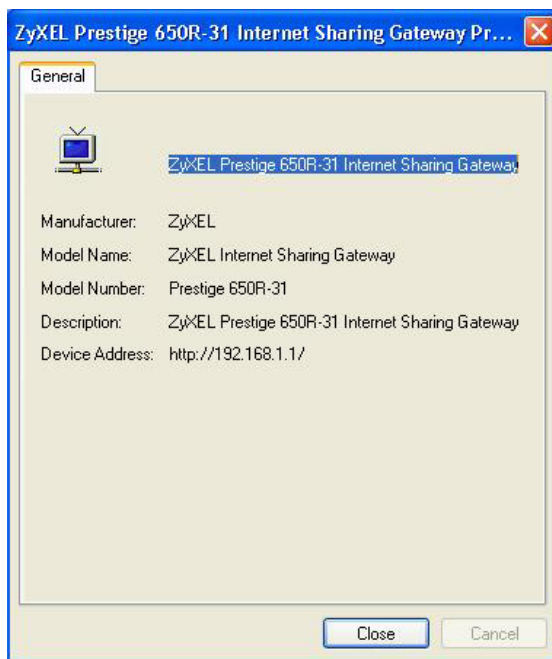 ZyXEL Prestige 650R-31 Internet Sharing Gateway Pr...
General
ZyXEL Prestige 650R-31 Internet Sharing Gateway
Manufacturer: ZyXEL
Model Name: ZyXEL Internet Sharing Gateway
Model Number: Prestige 650R-31
Description: ZyXEL Prestige 650R-31 Internet Sharing Gateway
Device Address: http://192.168.1.1/
Close Cancel